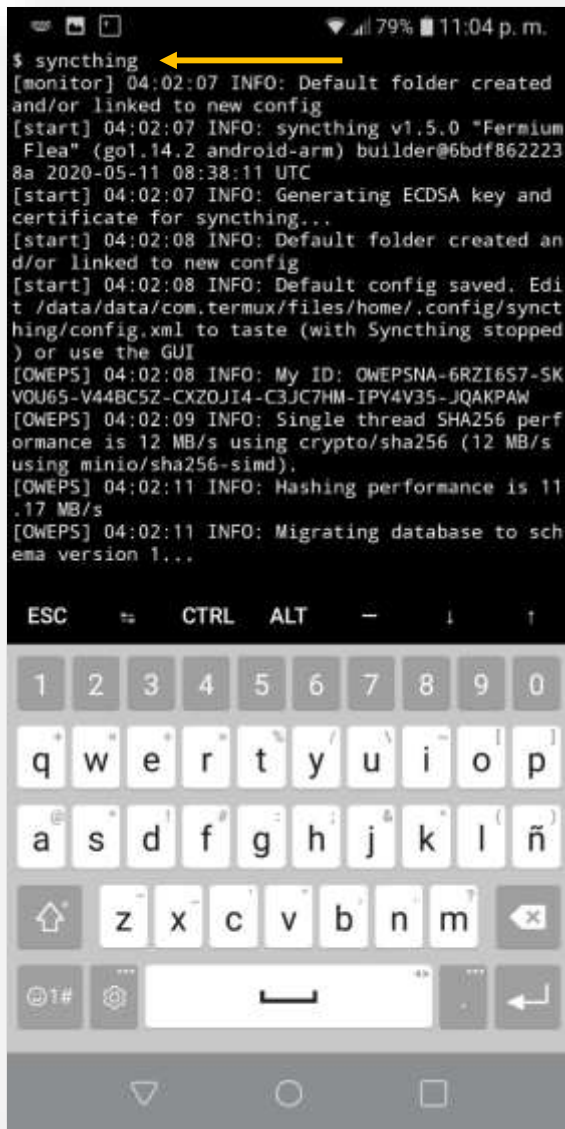 79% 11:04 p. m.
$ syncthing
[monitor] 04:02:07 INFO: Default folder created
and/or linked to new config
[start] 04:02:07 INFO: syncthing v1.5.0 "Fermium
Flea" (go1.14.2 android-arm) builder@6bdf862223
8a 2020-05-11 08:38:11 UTC
[start] 04:02:07 INFO: Generating ECDSA key and
certificate for syncthing...
[start] 04:02:08 INFO: Default folder created an
d/or linked to new config
[start] 04:02:08 INFO: Default config saved. Edi
t /data/data/com.termux/files/home/.config/synct
hing/config.xml to taste (with Syncthing stopped
) or use the GUI
[OWEPS] 04:02:08 INFO: My ID: OWEPSNA-6RZI6S7-SK
VOU65-V44BC5Z-CXZOJI4-C3JC7HM-IPY4V35-JQAKPAW
[OWEPS] 04:02:09 INFO: Single thread SHA256 perf
ormance is 12 MB/s using crypto/sha256 (12 MB/s
using minio/sha256-simd).
[OWEPS] 04:02:11 INFO: Hashing performance is 11
.17 MB/s
[OWEPS] 04:02:11 INFO: Migrating database to sch
ema version 1...
ESC CTRL ALT — ↓ ↑
1 2 3 4 5 6 7 8 9 0
q w e r t y u i o p
a s d f g h j k l ñ
z x c v b n m
1# .